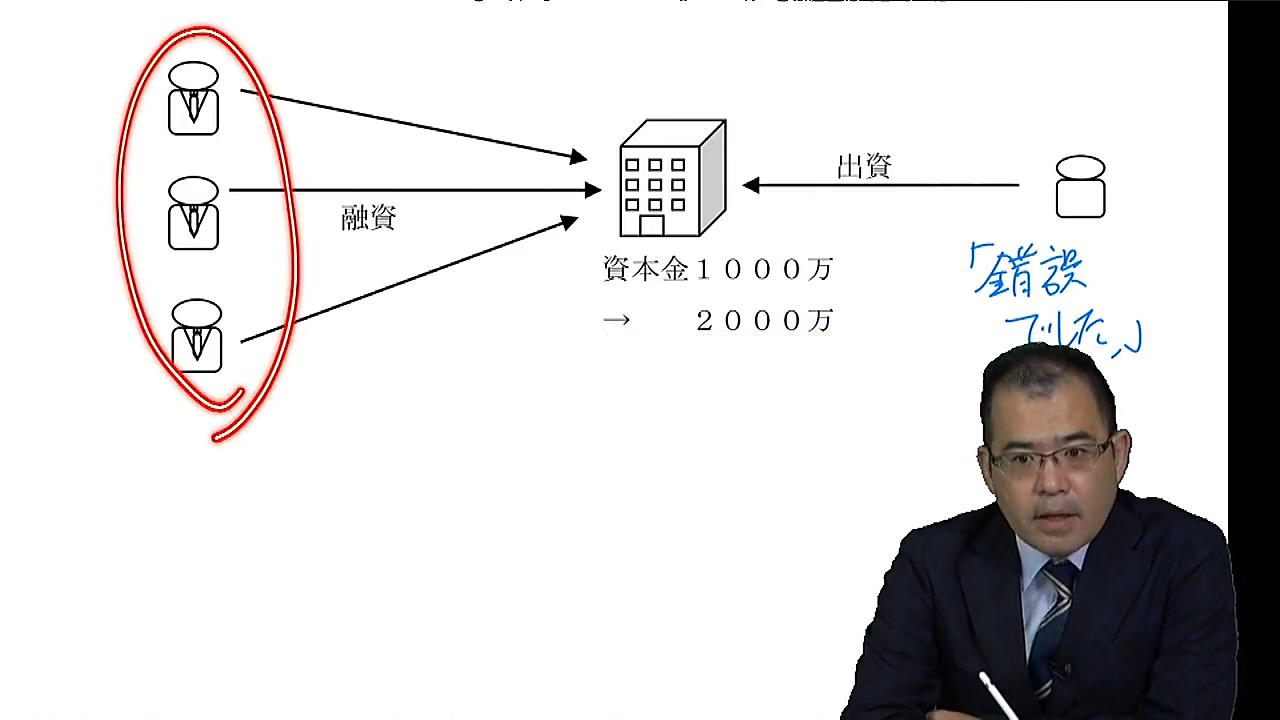 出資
融資
資本金１０００万
→　　２０００万
「錯誤
でした」